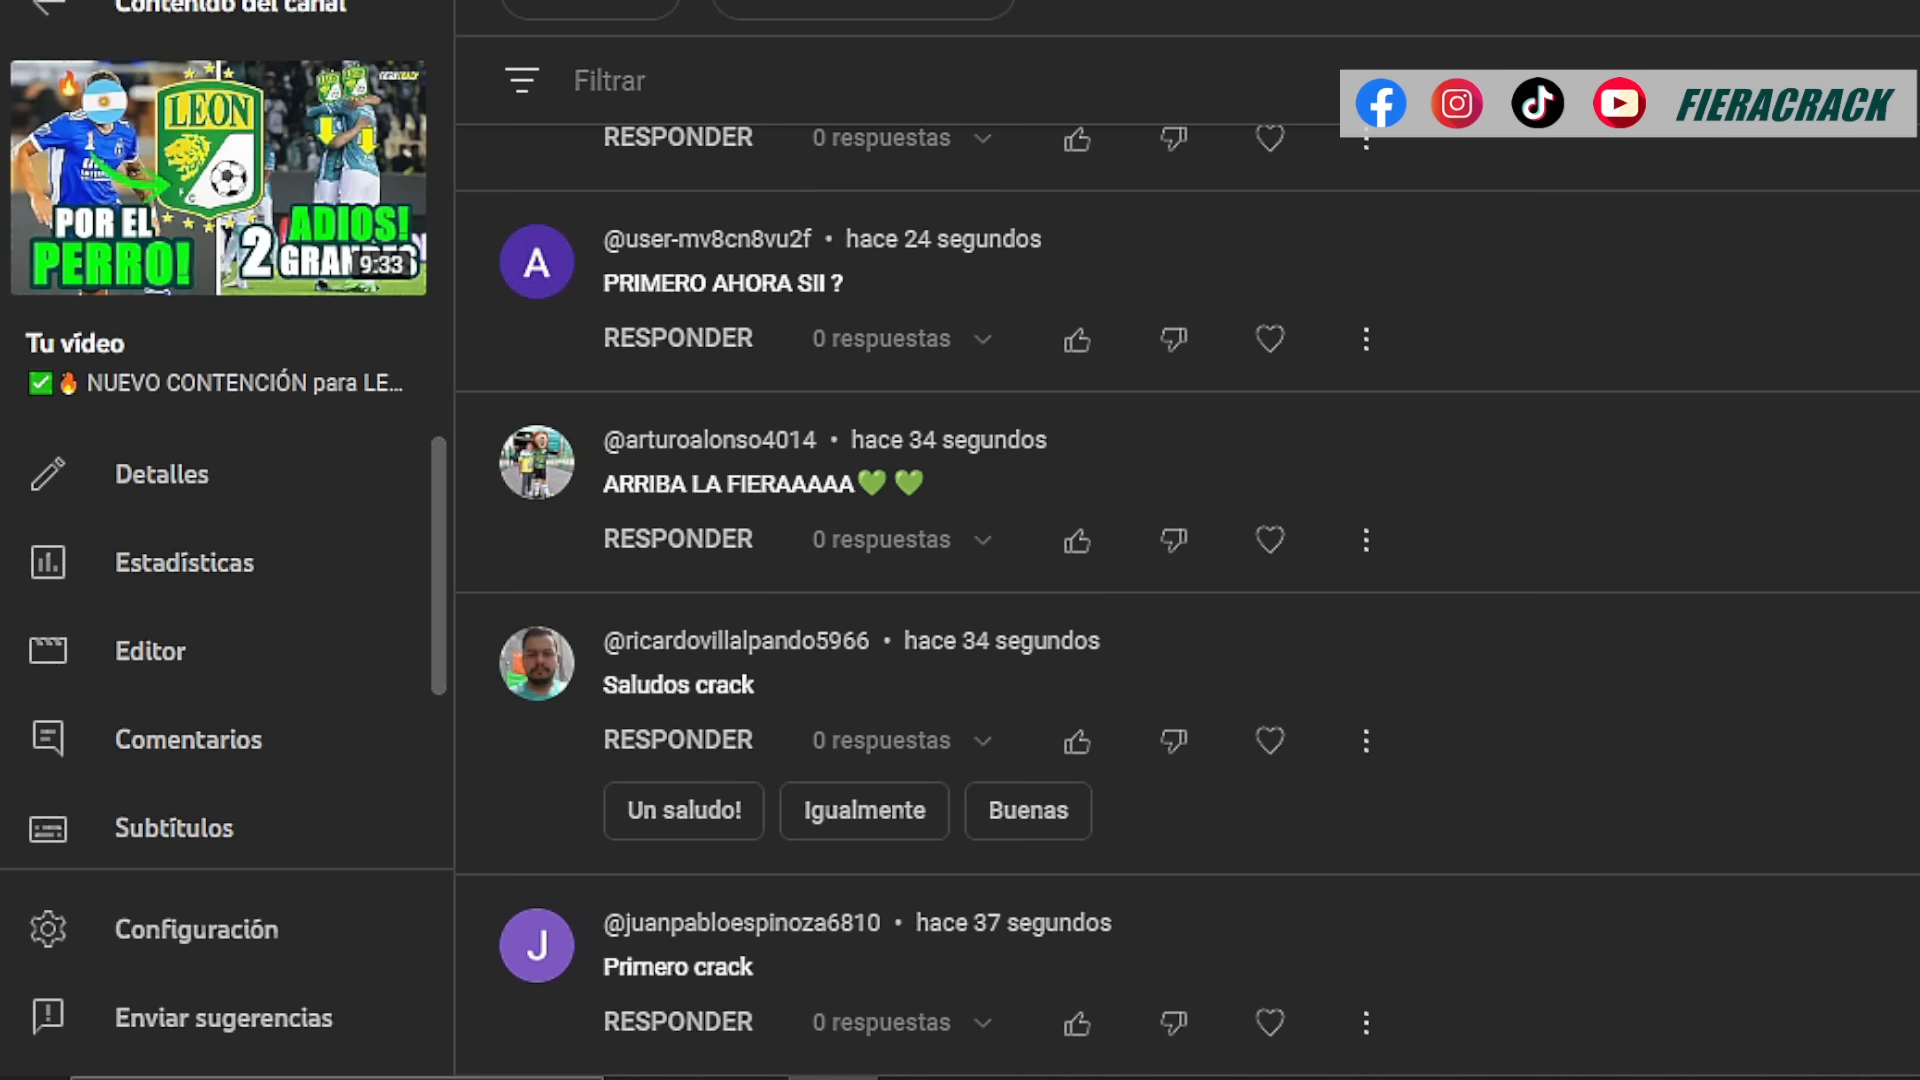 Contenido del canal
LEON
POR EL
PERRO!
ADIOS!
2 GRANDES
9:33
Tu vídeo
✅🔥 NUEVO CONTENCIÓN para LE...
Detalles
Estadísticas
Editor
Comentarios
Subtítulos
Configuración
Enviar sugerencias
Filtrar
FIERACRACK
RESPONDER 0 respuestas
A
@user-mv8cn8vu2f • hace 24 segundos
PRIMERO AHORA SII ?
RESPONDER 0 respuestas
@arturoalonso4014 • hace 34 segundos
ARRIBA LA FIERAAAAA💚 💚
RESPONDER 0 respuestas
@ricardovillalpando5966 • hace 34 segundos
Saludos crack
RESPONDER 0 respuestas
Un saludo! Igualmente Buenas
J
@juanpabloespinoza6810 • hace 37 segundos
Primero crack
RESPONDER 0 respuestas